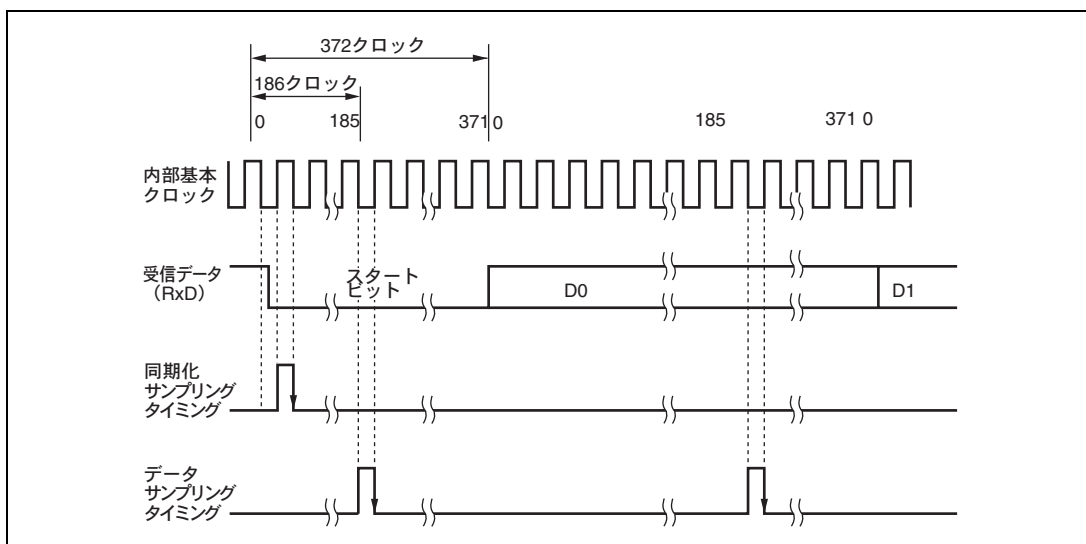 372クロック
186クロック
0 185 371 0 185 371 0
内部基本
クロック
受信データ
(RxD)
スタート
ビット
D0 D1
同期化
サンプリング
タイミング
データ
サンプリング
タイミング